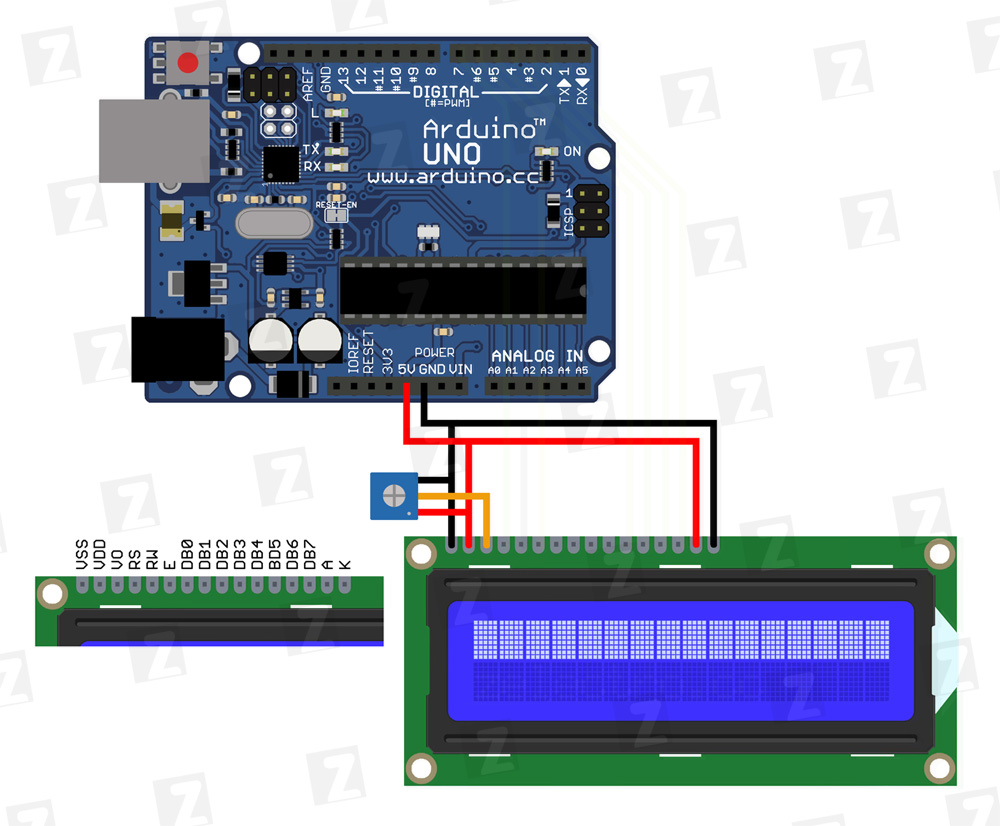 AREF
GND
13
12
#11
#10
#9
8
7
#6
#5
4
#3
2
TX▶1
RX◀0
DIGITAL
[#=PWM]
L
Arduino™
UNO
www.arduino.cc
TX
RX
ON
RESET-EN
1
ICSP
IOREF
RESET
3V3
POWER
5V GND VIN
ANALOG IN
A0 A1 A2 A3 A4 A5
VSS
VDD
VO
RS
RW
E
DB0
DB1
DB2
DB3
DB4
BD5
DB6
DB7
A
K
Z